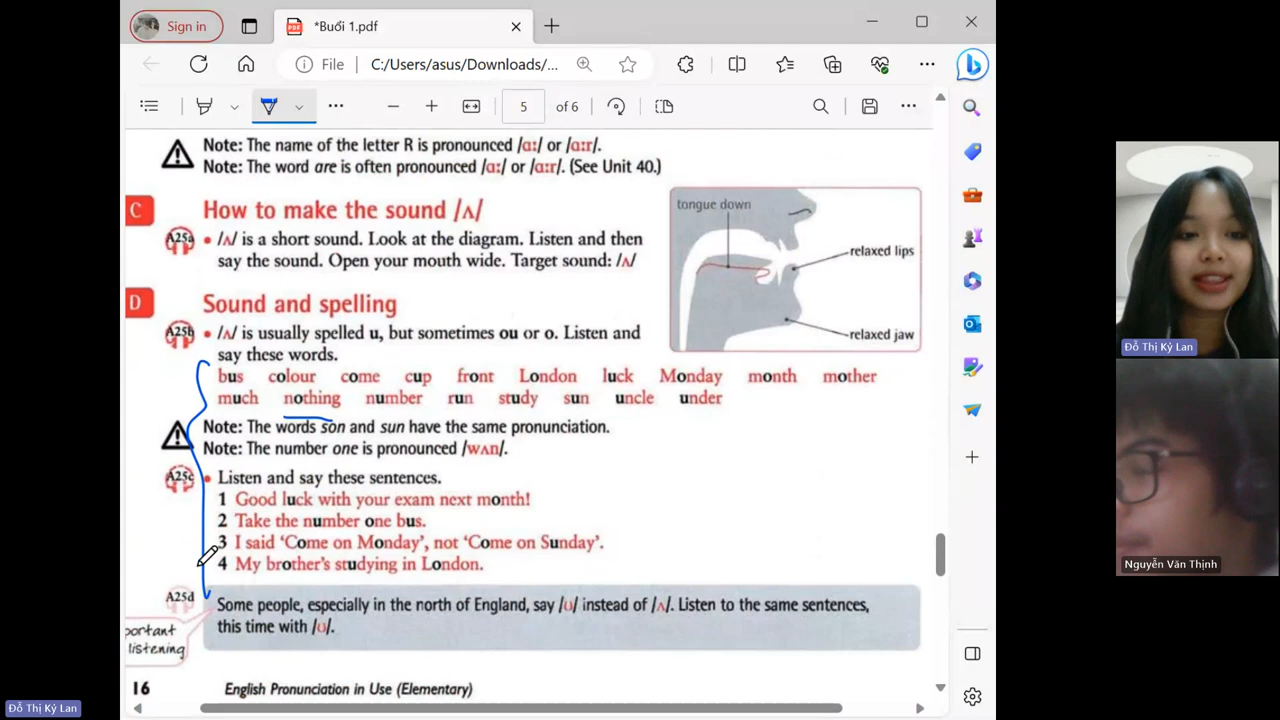 Sign in
*Buổi 1.pdf
File
C:/Users/asus/Downloads/...
5
of 6
Note: The name of the letter R is pronounced /ɑː/ or /ɑːr/.
Note: The word are is often pronounced /ɑː/ or /ɑːr/. (See Unit 40.)
C
How to make the sound /ʌ/
A25a
• /ʌ/ is a short sound. Look at the diagram. Listen and then
say the sound. Open your mouth wide. Target sound: /ʌ/
tongue down
relaxed lips
relaxed jaw
D
Sound and spelling
A25b
• /ʌ/ is usually spelled u, but sometimes ou or o. Listen and
say these words.
bus colour come cup front London luck Monday month mother
much nothing number run study sun uncle under
Note: The words son and sun have the same pronunciation.
Note: The number one is pronounced /wʌn/.
A25c
• Listen and say these sentences.
1 Good luck with your exam next month!
2 Take the number one bus.
3 I said ‘Come on Monday’, not ‘Come on Sunday’.
4 My brother’s studying in London.
A25d
Some people, especially in the north of England, say /ʊ/ instead of /ʌ/. Listen to the same sentences,
this time with /ʊ/.
portant
listening
16
English Pronunciation in Use (Elementary)
Đỗ Thị Ký Lan
Nguyễn Văn Thịnh
Đỗ Thị Ký Lan